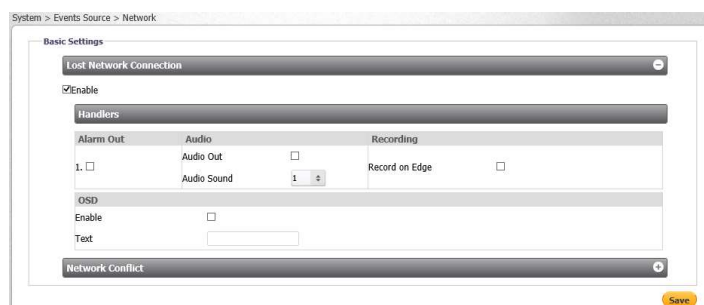 System > Events Source > Network
Basic Settings
Lost Network Connection
Enable
Handlers
Alarm Out Audio Recording
1.
Audio Out
Record on Edge
Audio Sound 1
OSD
Enable
Text
Network Conflict
Save